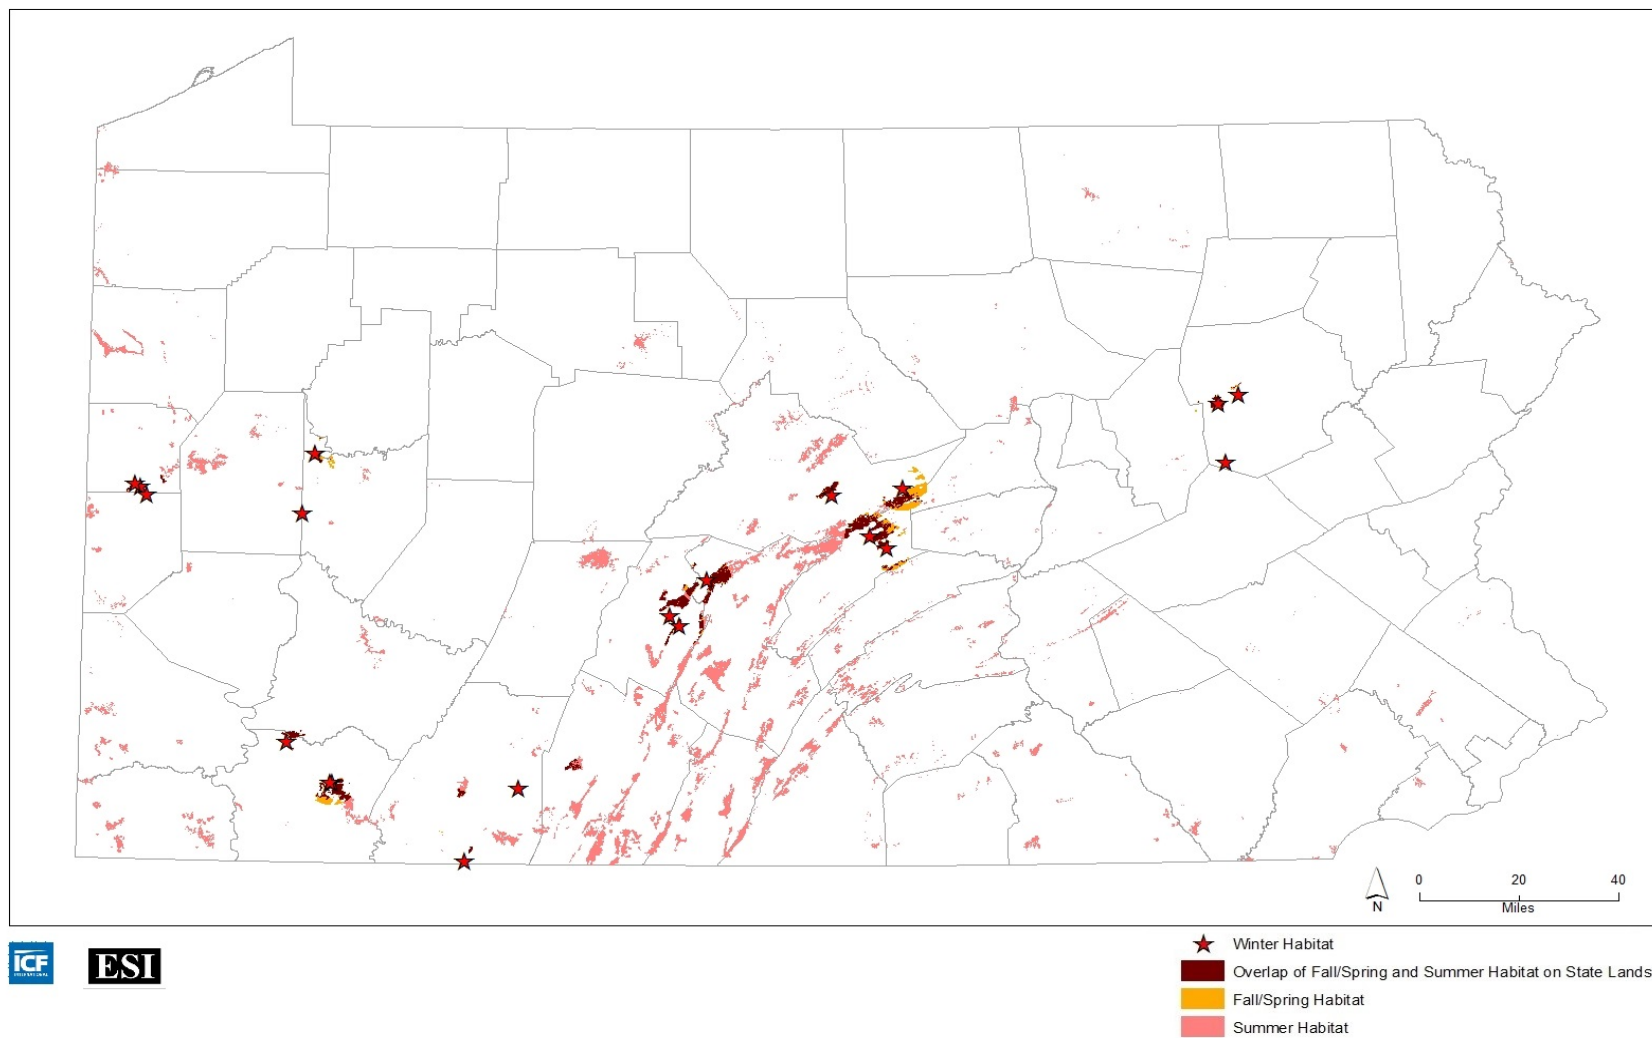 0 20 40
Miles
N
ICF
INTERNATIONAL
ESI
Winter Habitat
Overlap of Fall/Spring and Summer Habitat on State Lands
Fall/Spring Habitat
Summer Habitat